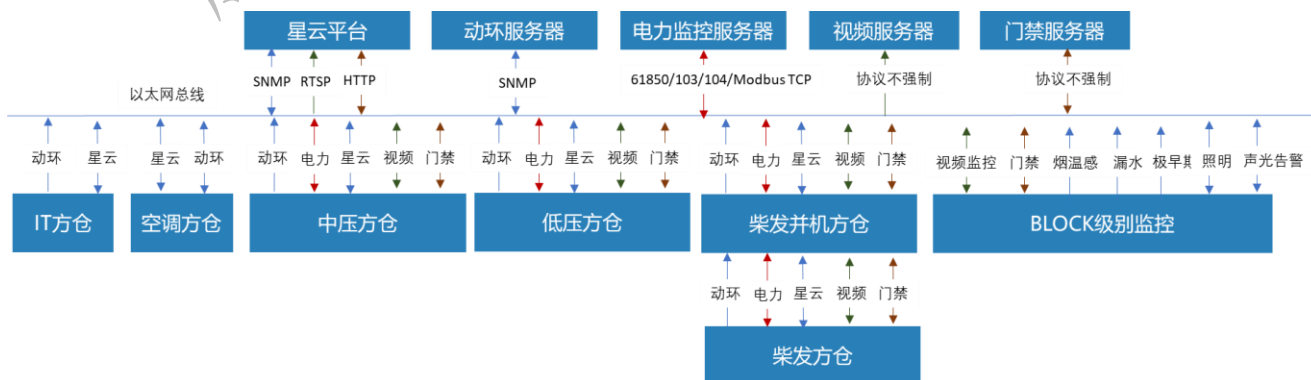 星云平台 动环服务器 电力监控服务器 视频服务器 门禁服务器
SNMP RTSP HTTP SNMP 61850/103/104/Modbus TCP 协议不强制 协议不强制
以太网总线
动环 星云 星云 动环 动环 电力 星云 视频 门禁 动环 电力 星云 视频 门禁 动环 电力 星云 视频 门禁 视频监控 门禁 烟温感 漏水 极早期 照明 声光告警
IT方仓 空调方仓 中压方仓 低压方仓 柴发并机方仓 BLOCK级别监控
动环 电力 星云 视频 门禁
柴发方仓